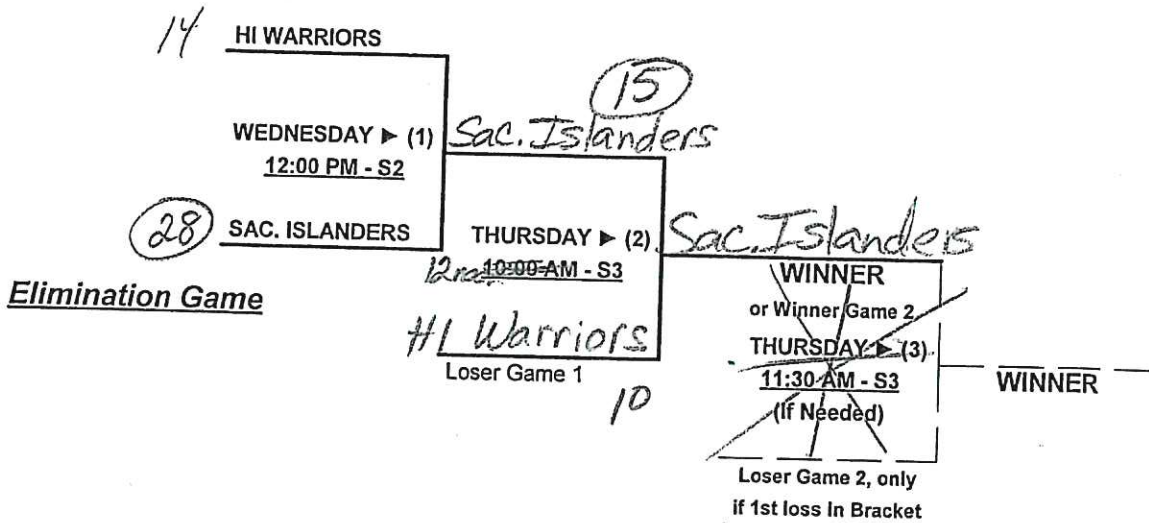 14 HI WARRIORS
15
WEDNESDAY ► (1) Sac. Islanders
12:00 PM - S2
28 SAC. ISLANDERS
THURSDAY ► (2) Sac. Islanders
12noon 10:00 AM - S3
WINNER
Elimination Game
or Winner Game 2
HI Warriors
THURSDAY ► (3)
Loser Game 1
11:30 AM - S3
WINNER
10
(If Needed)
Loser Game 2, only
if 1st loss In Bracket